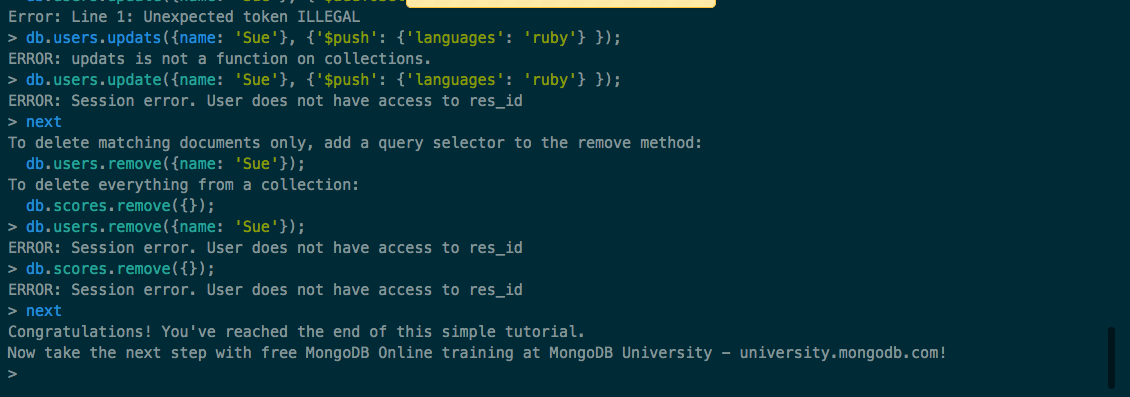 Error: Line 1: Unexpected token ILLEGAL
> db.users.updats({name: 'Sue'}, {'$push': {'languages': 'ruby'} });
ERROR: updats is not a function on collections.
> db.users.update({name: 'Sue'}, {'$push': {'languages': 'ruby'} });
ERROR: Session error. User does not have access to res_id
> next
To delete matching documents only, add a query selector to the remove method:
  db.users.remove({name: 'Sue'});
To delete everything from a collection:
  db.scores.remove({});
> db.users.remove({name: 'Sue'});
ERROR: Session error. User does not have access to res_id
> db.scores.remove({});
ERROR: Session error. User does not have access to res_id
> next
Congratulations! You've reached the end of this simple tutorial.
Now take the next step with free MongoDB Online training at MongoDB University - university.mongodb.com!
>